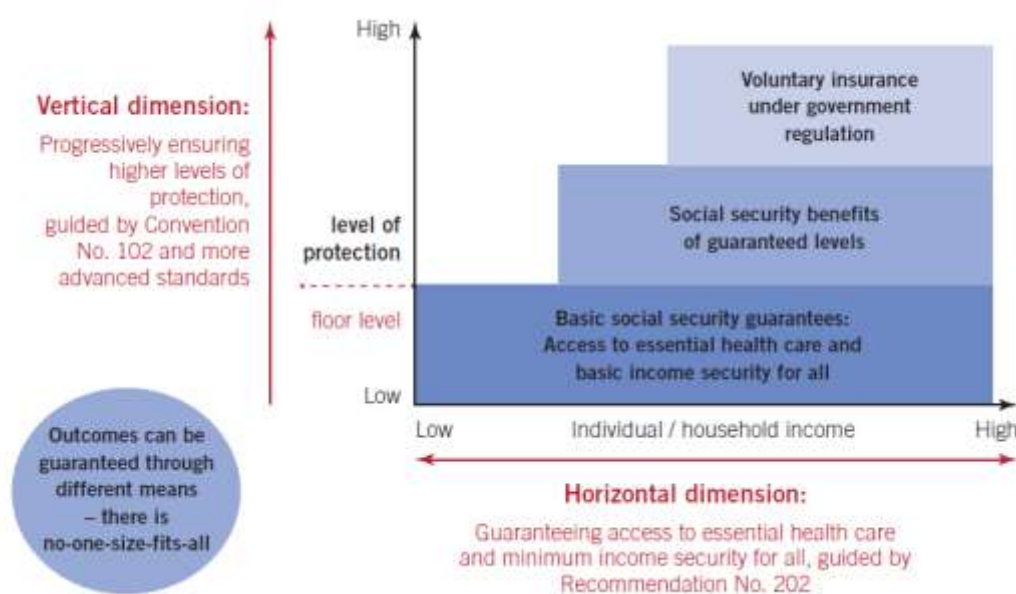 Vertical dimension:
Progressively ensuring
higher levels of
protection,
guided by Convention
No. 102 and more
advanced standards
High
level of
protection
floor level
Low
Voluntary insurance
under government
regulation
Social security benefits
of guaranteed levels
Basic social security guarantees:
Access to essential health care and
basic income security for all
Low
Individual / household income
High
Horizontal dimension:
Guaranteeing access to essential health care
and minimum income security for all, guided by
Recommendation No. 202
Outcomes can be
guaranteed through
different means
– there is
no-one-size-fits-all